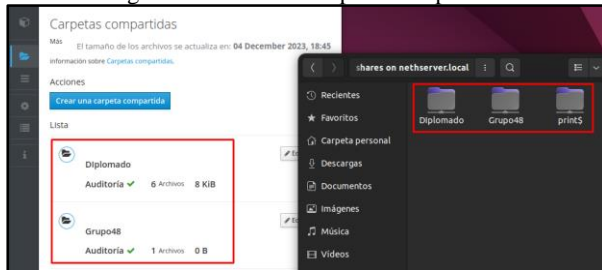 Carpetas compartidas
Más
El tamaño de los archivos se actualiza en: 04 December 2023, 18:45
información sobre Carpetas compartidas.
Acciones
Crear una carpeta compartida
Lista
Diplomado
Auditoría ✔ 6 Archivos 8 KiB
Grupo48
Auditoría ✔ 1 Archivos 0 B
shares on nethserver.local
Recientes
Favoritos
Carpeta personal
Descargas
Documentos
Imágenes
Música
Vídeos
Diplomado
Grupo48
print$